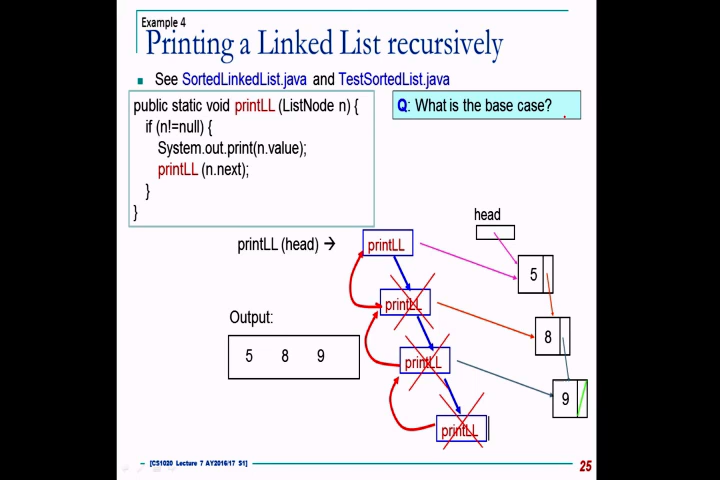 Example 4
Printing a Linked List recursively
See SortedLinkedList.java and TestSortedList.java
public static void printLL (ListNode n) {
if (n!=null) {
System.out.print(n.value);
printLL (n.next);
}
}
Q: What is the base case?
head
printLL (head) → printLL
5
printLL
Output:
8
5 8 9
printLL
9
printLL
[CS1020 Lecture 7 AY2016/17 S1]
25